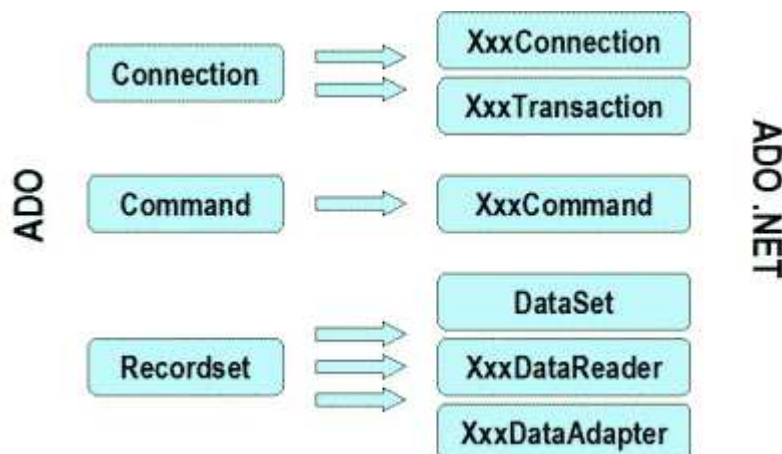 ADO
Connection
XxxConnection
XxxTransaction
Command
XxxCommand
Recordset
DataSet
XxxDataReader
XxxDataAdapter
ADO .NET